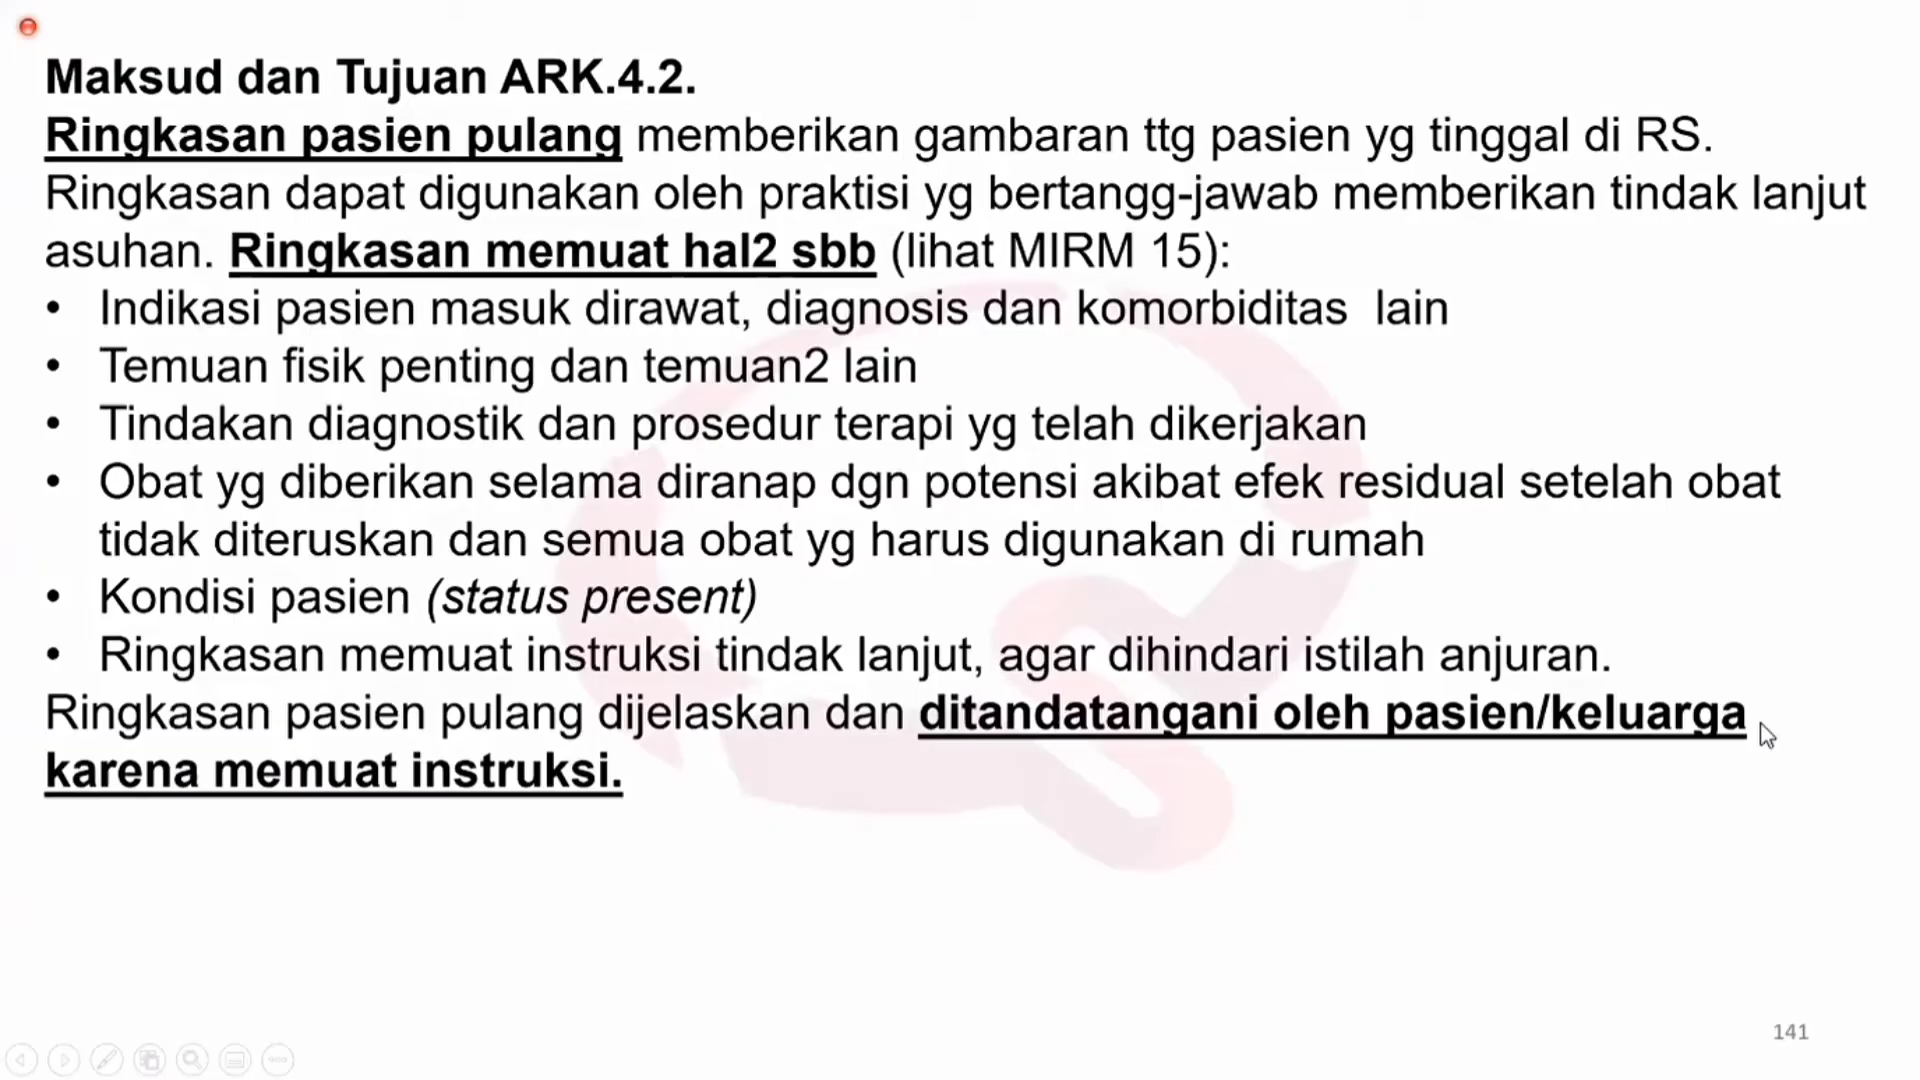 Maksud dan Tujuan ARK.4.2.
Ringkasan pasien pulang memberikan gambaran ttg pasien yg tinggal di RS.
Ringkasan dapat digunakan oleh praktisi yg bertangg-jawab memberikan tindak lanjut
asuhan. Ringkasan memuat hal2 sbb (lihat MIRM 15):
• Indikasi pasien masuk dirawat, diagnosis dan komorbiditas  lain
• Temuan fisik penting dan temuan2 lain
• Tindakan diagnostik dan prosedur terapi yg telah dikerjakan
• Obat yg diberikan selama diranap dgn potensi akibat efek residual setelah obat
tidak diteruskan dan semua obat yg harus digunakan di rumah
• Kondisi pasien (status present)
• Ringkasan memuat instruksi tindak lanjut, agar dihindari istilah anjuran.
Ringkasan pasien pulang dijelaskan dan ditandatangani oleh pasien/keluarga
karena memuat instruksi.
141